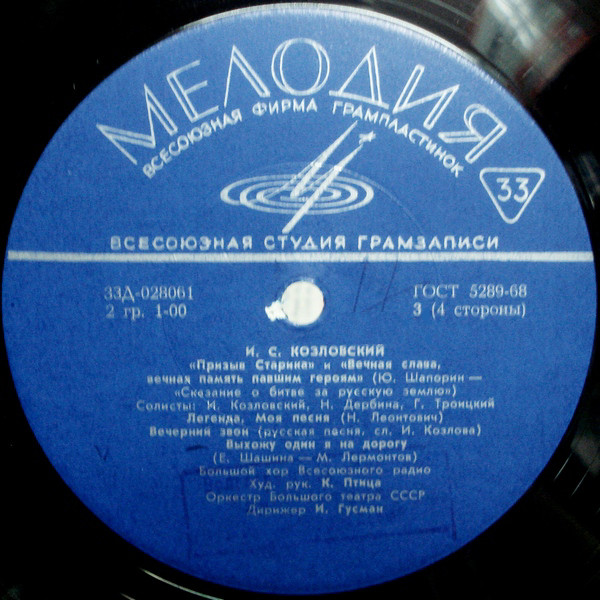 МЕЛОДИЯ
ВСЕСОЮЗНАЯ ФИРМА ГРАМПЛАСТИНОК
33
ВСЕСОЮЗНАЯ СТУДИЯ ГРАМЗАПИСИ
33Д-028061
ГОСТ 5289-68
2 гр. 1-00
3 (4 стороны)
И. С. КОЗЛОВСКИЙ
«Призыв Старика» и «Вечная слава,
вечная память павшим героям» (Ю. Шапорин —
«Сказание о битве за русскую землю»)
Солисты: И. Козловский, Н. Дербина, Г. Троицкий
Легенда, Моя песня (Н. Леонтович)
Вечерний звон (русская песня, сл. И. Козлова)
Выхожу один я на дорогу
(Е. Шашина — М. Лермонтов)
Большой хор Всесоюзного радио
Худ. рук. К. Птица
Оркестр Большого театра СССР
Дирижер И. Гусман